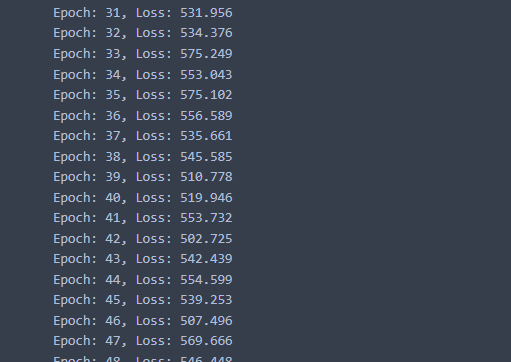 Epoch: 31, Loss: 531.956
Epoch: 32, Loss: 534.376
Epoch: 33, Loss: 575.249
Epoch: 34, Loss: 553.043
Epoch: 35, Loss: 575.102
Epoch: 36, Loss: 556.589
Epoch: 37, Loss: 535.661
Epoch: 38, Loss: 545.585
Epoch: 39, Loss: 510.778
Epoch: 40, Loss: 519.946
Epoch: 41, Loss: 553.732
Epoch: 42, Loss: 502.725
Epoch: 43, Loss: 542.439
Epoch: 44, Loss: 554.599
Epoch: 45, Loss: 539.253
Epoch: 46, Loss: 507.496
Epoch: 47, Loss: 569.666
Epoch: 48, Loss: 546.448